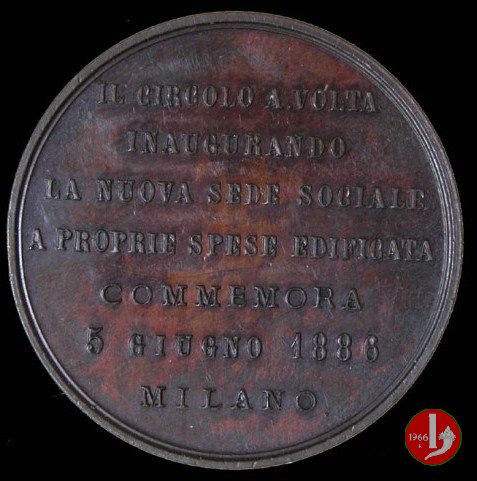 IL CIRCOLO A. VOLTA
INAUGURANDO
LA NUOVA SEDE SOCIALE
A PROPRIE SPESE EDIFICATA
COMMEMORA
5 GIUGNO 1886
MILANO
1966